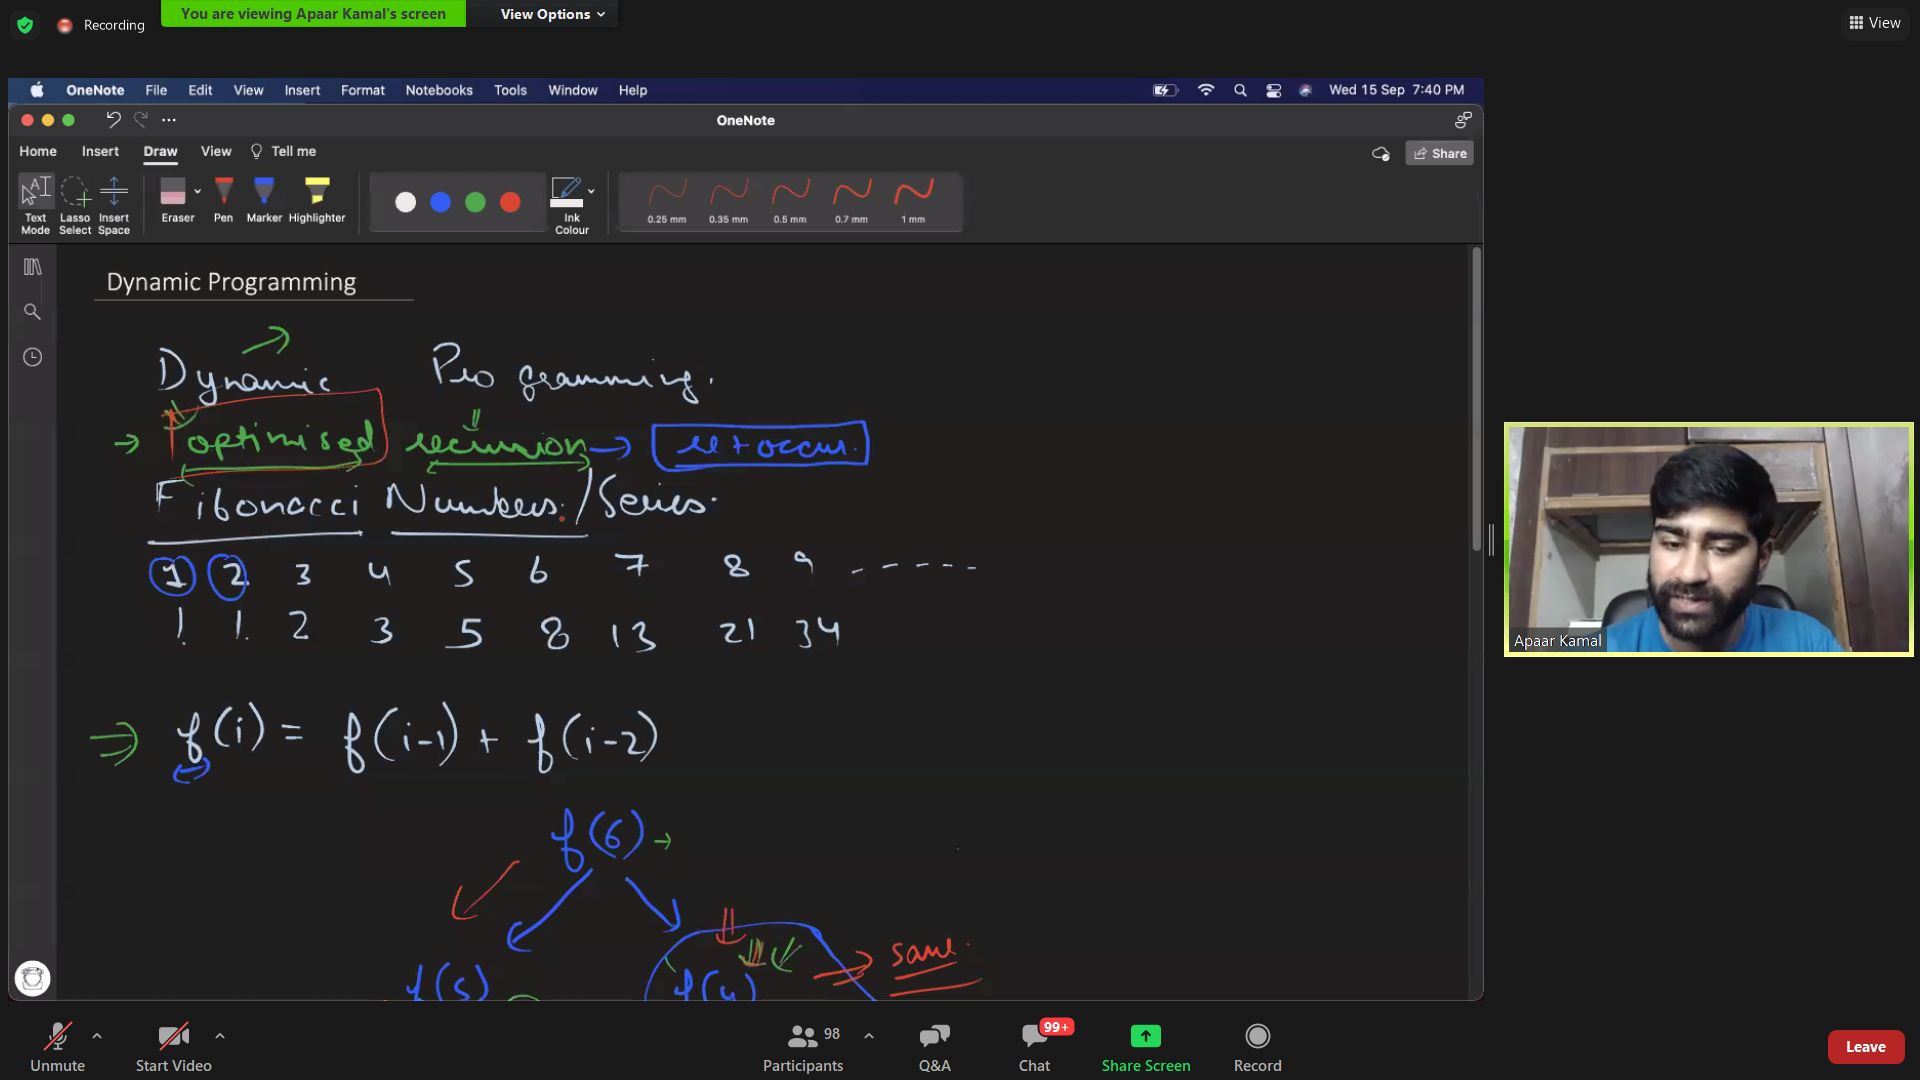 Recording
You are viewing Apaar Kamal's screen
View Options
View
OneNote File Edit View Insert Format Notebooks Tools Window Help
Wed 15 Sep 7:40 PM
OneNote
Home Insert Draw View Tell me
Share
Text Mode
Lasso Select
Insert Space
Eraser
Pen
Marker
Highlighter
Ink Colour
0.25 mm 0.35 mm 0.5 mm 0.7 mm 1 mm
Dynamic Programming
Dynamic Programming.
optimised recursion → re + occur.
Fibonacci Numbers. / Series.
1 2 3 4 5 6 7 8 9 ------
1 1 2 3 5 8 13 21 34
⇒ f(i) = f(i-1) + f(i-2)
f(6) →
f(5) f(4)
Apaar Kamal
Unmute
Start Video
Participants 98
Q&A
Chat 99+
Share Screen
Record
Leave